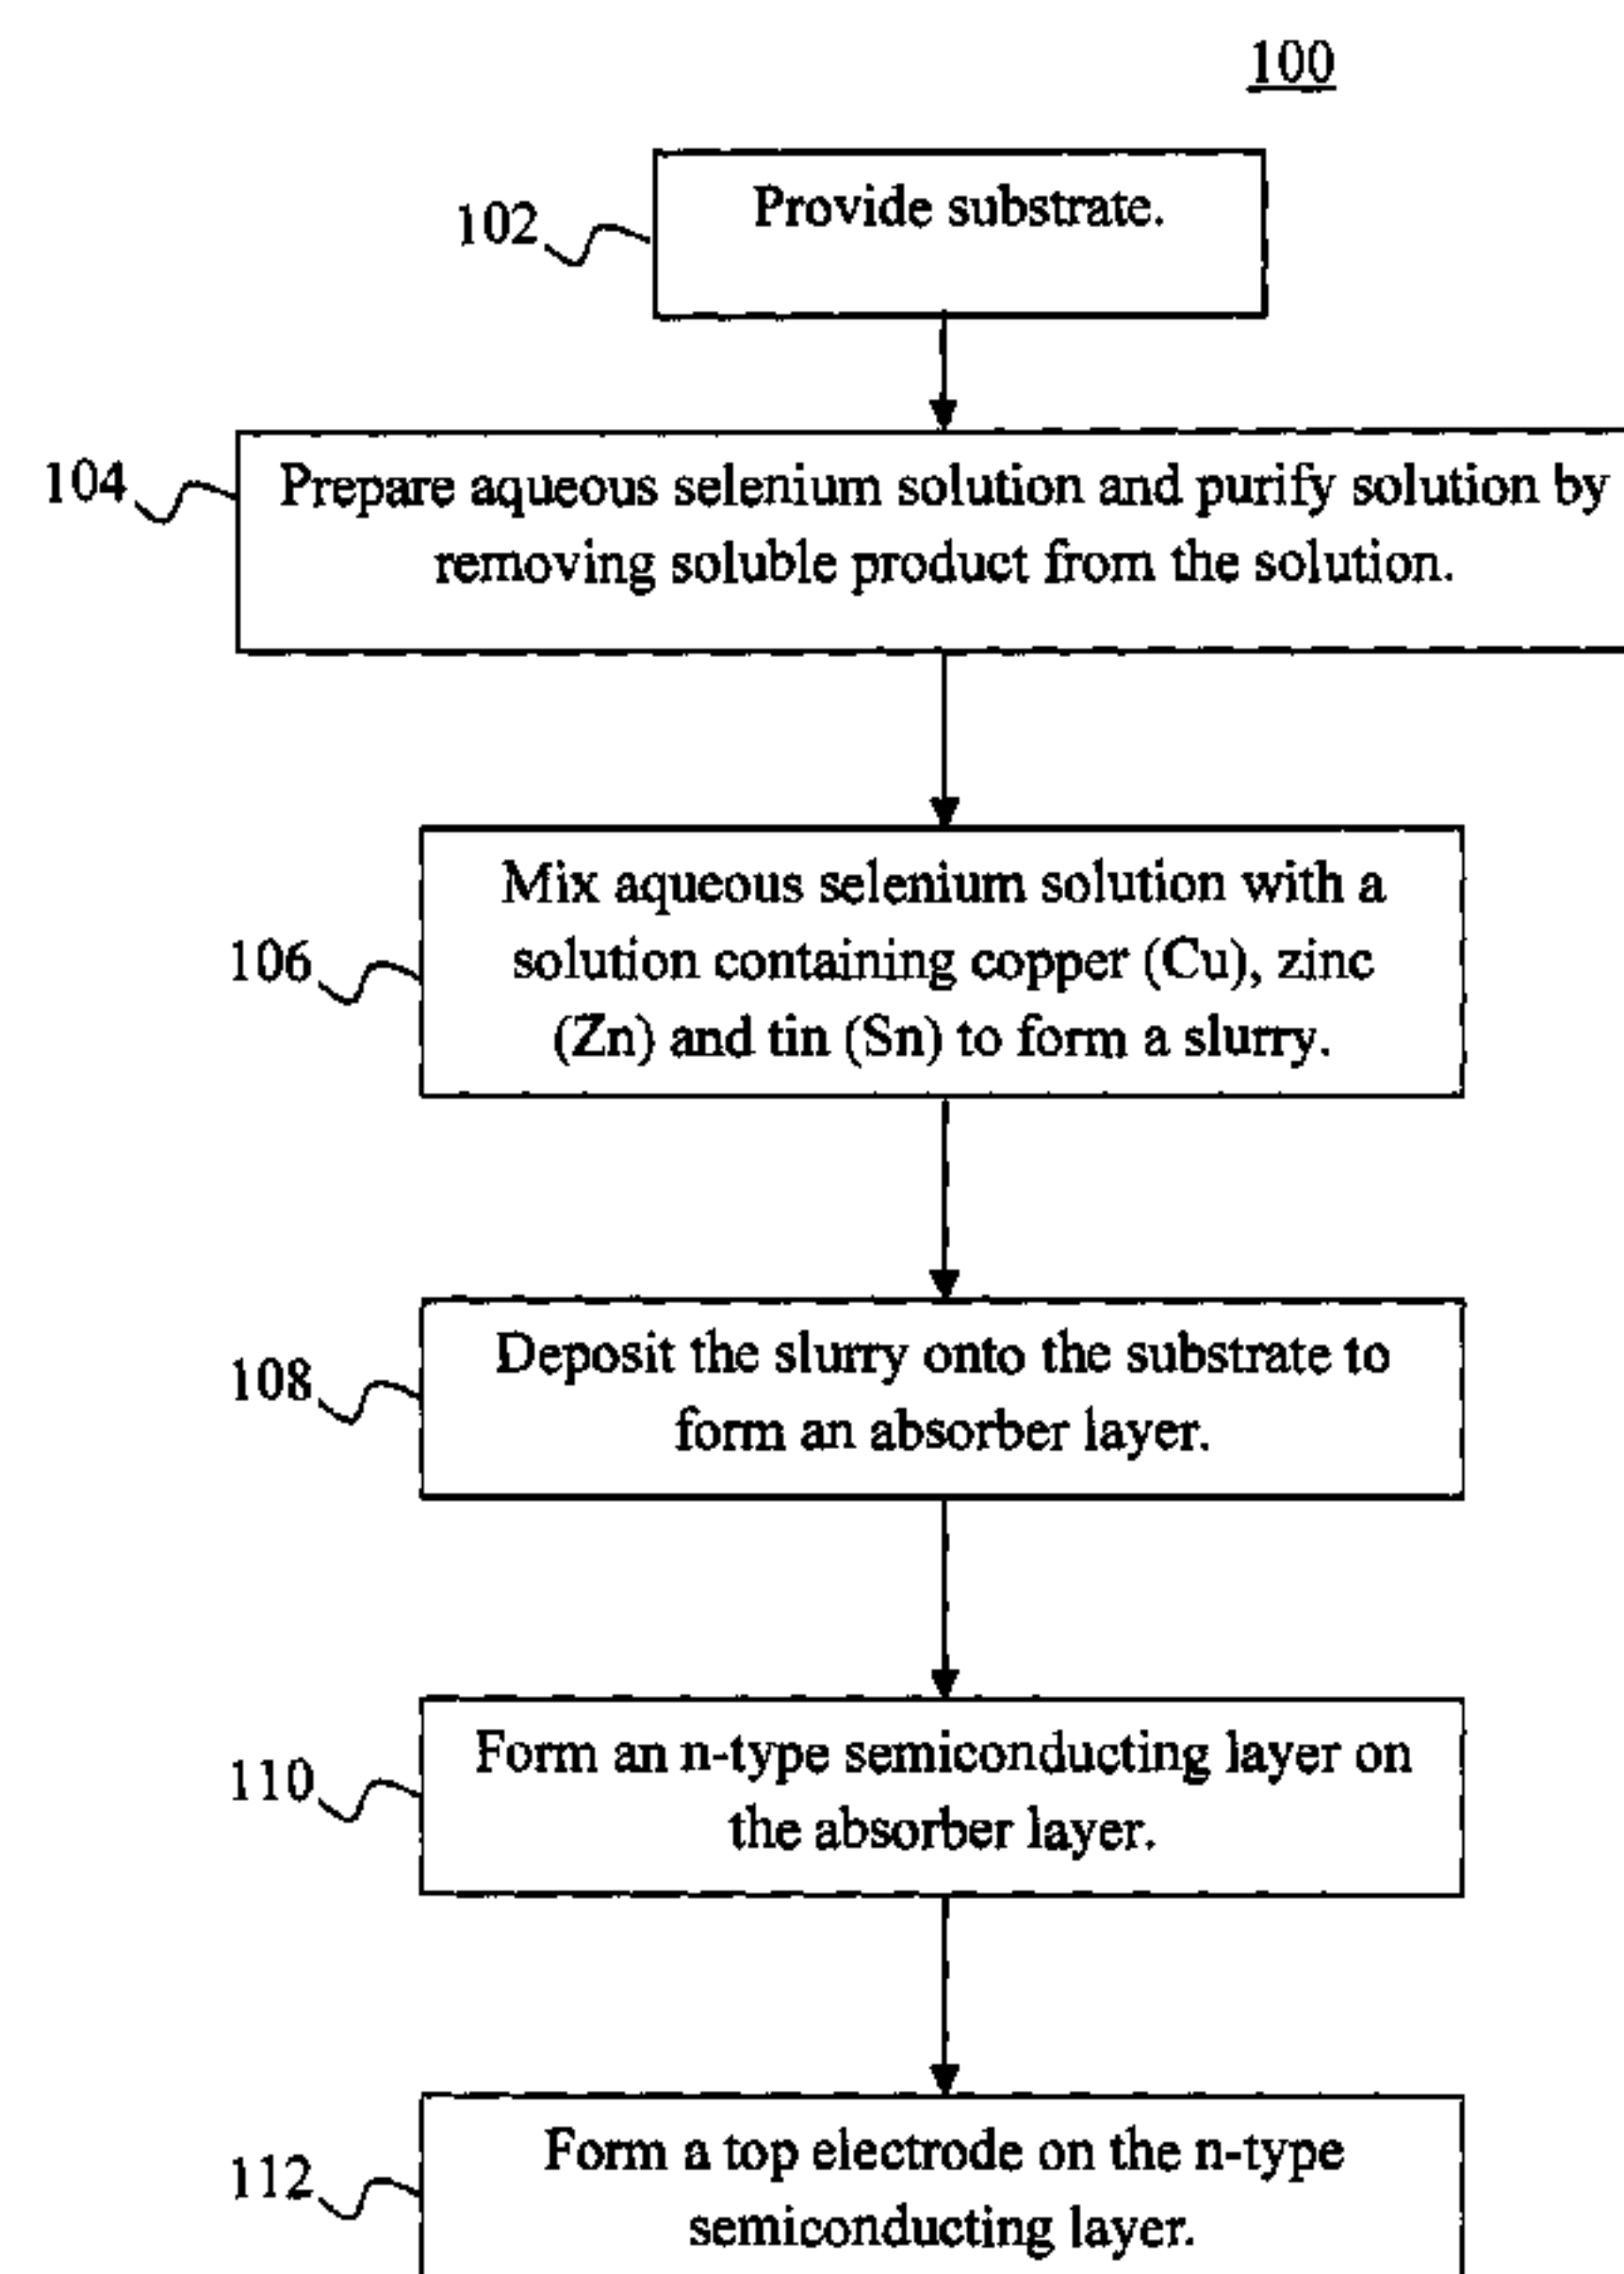 100
102
Provide substrate.
104
Prepare aqueous selenium solution and purify solution by
removing soluble product from the solution.
106
Mix aqueous selenium solution with a
solution containing copper (Cu), zinc
(Zn) and tin (Sn) to form a slurry.
108
Deposit the slurry onto the substrate to
form an absorber layer.
110
Form an n-type semiconducting layer on
the absorber layer.
112
Form a top electrode on the n-type
semiconducting layer.